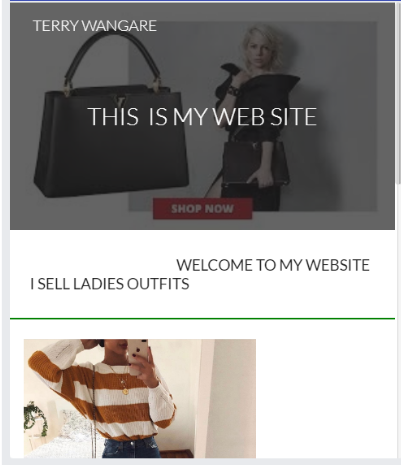 TERRY WANGARE
THIS IS MY WEB SITE
SHOP NOW
WELCOME TO MY WEBSITE
I SELL LADIES OUTFITS